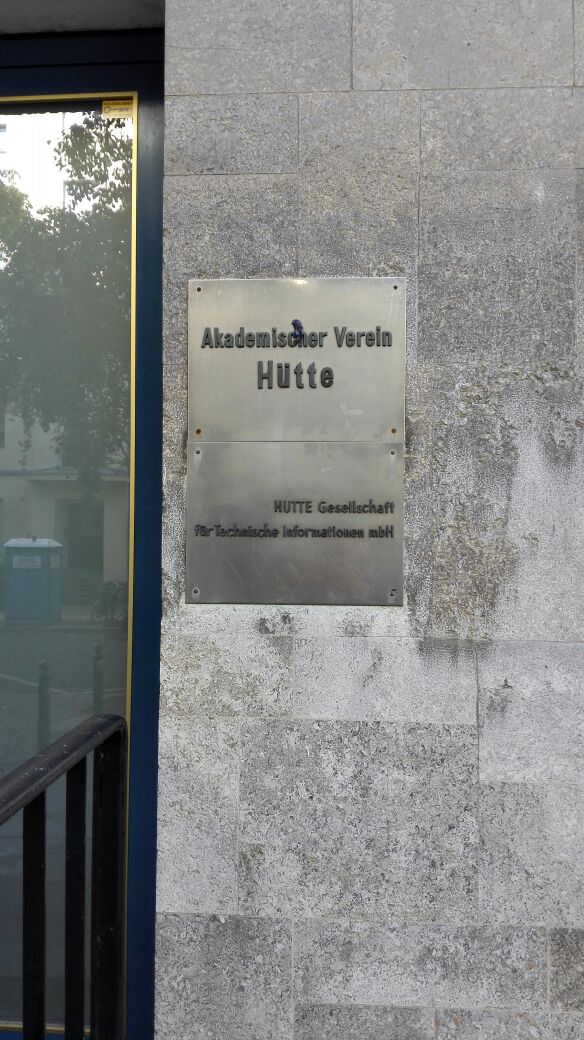 Akademischer Verein
Hütte
HÜTTE Gesellschaft
für Technische Informationen mbH